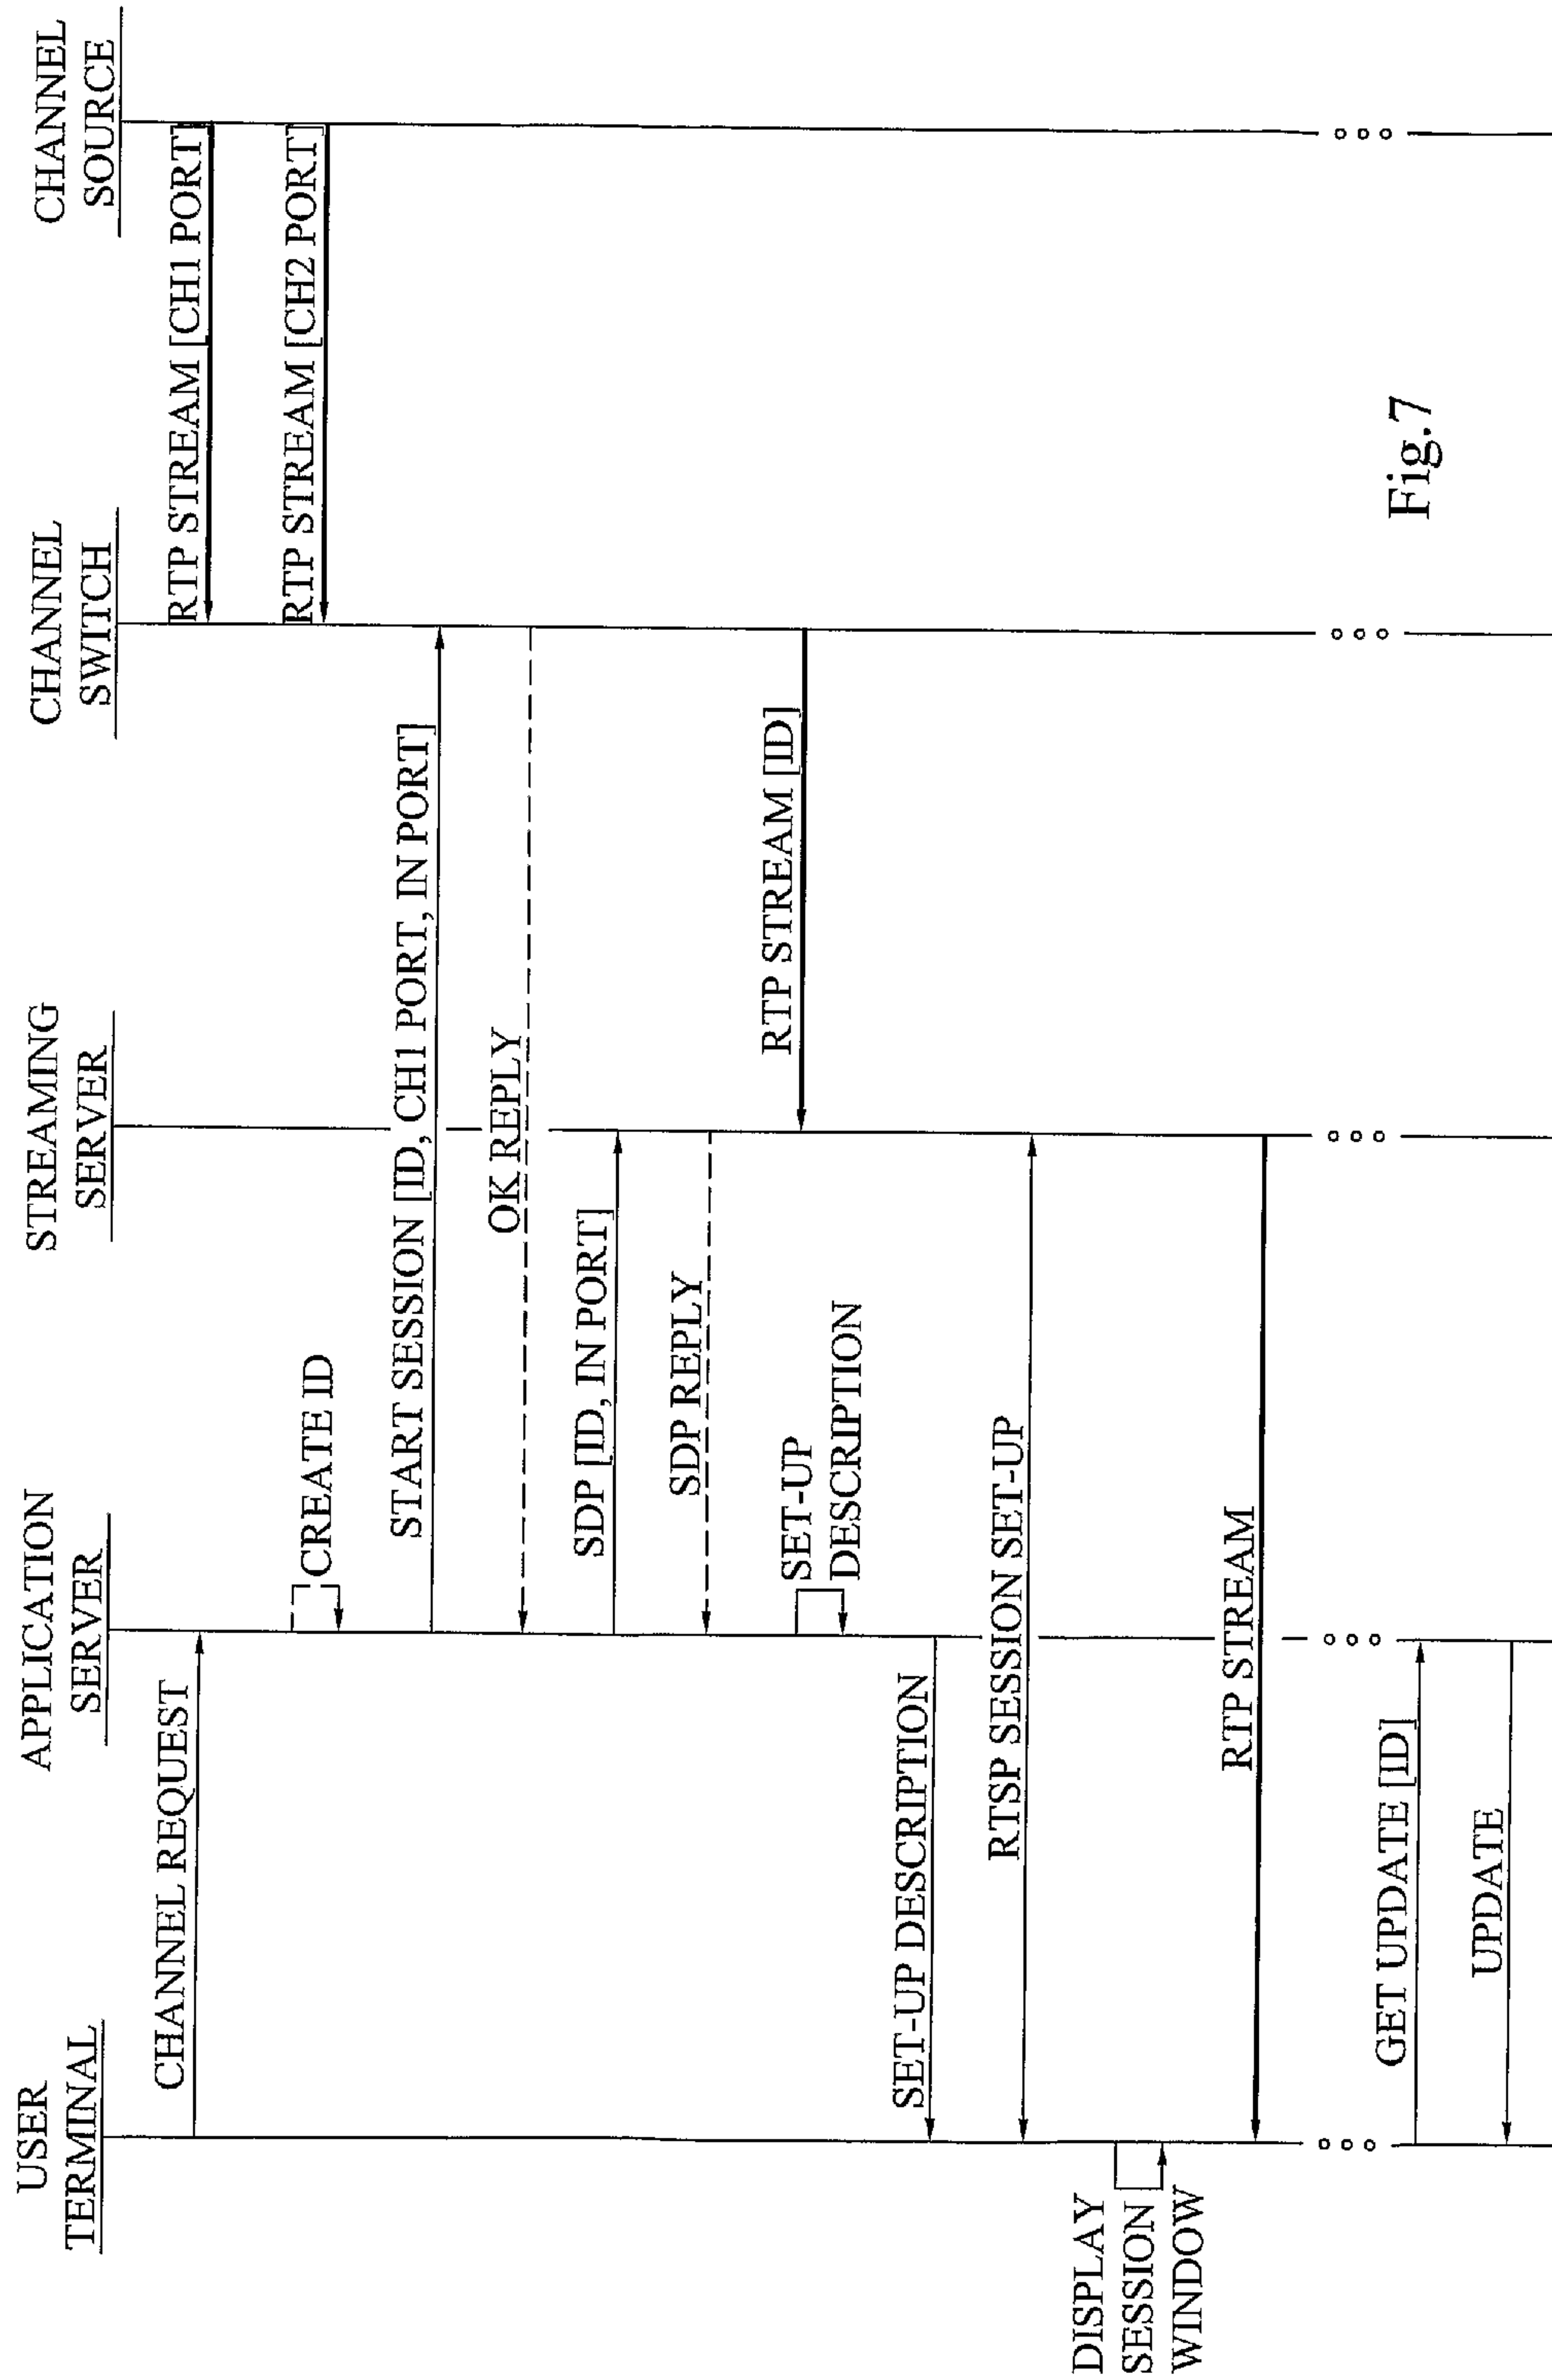 USER
TERMINAL
APPLICATION
SERVER
STREAMING
SERVER
CHANNEL
SWITCH
CHANNEL
SOURCE
CHANNEL REQUEST
RTP STREAM [CH1 PORT]
CREATE ID
RTP STREAM [CH2 PORT]
START SESSION [ID, CH1 PORT, IN PORT]
OK REPLY
SDP [ID, IN PORT]
SDP REPLY
SET-UP
DESCRIPTION
RTP STREAM [ID]
SET-UP DESCRIPTION
RTSP SESSION SET-UP
DISPLAY
SESSION
WINDOW
RTP STREAM
GET UPDATE [ID]
UPDATE
Fig.7